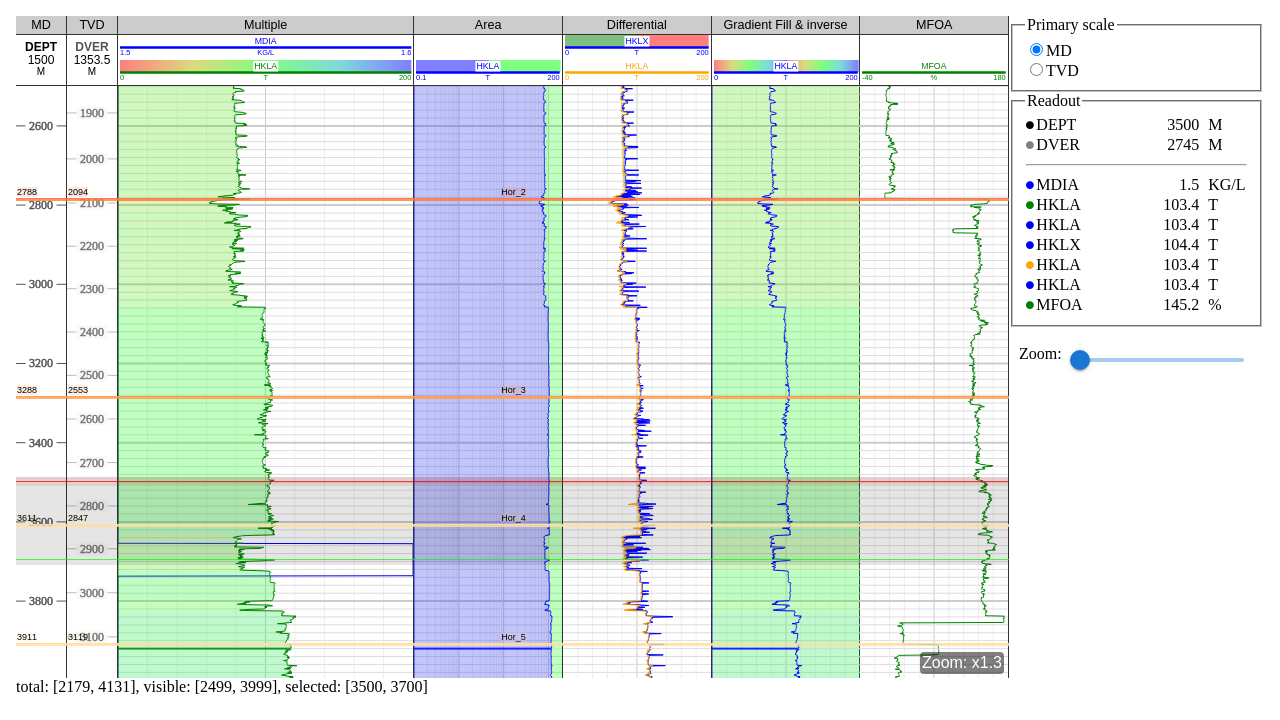 MD TVD Multiple Area Differential Gradient Fill & inverse MFOA
DEPT
1500
M
DVER
1353.5
M
MDIA
1.5 KG/L 1.6
HKLA
0 T 200
HKLA
0.1 T 200
HKLX
0 T 200
HKLA
0 T 200
HKLA
0 T 200
MFOA
-40 % 180
1900
2600
2000
2788 2094 Hor_2
2100
2800
2200
3000
2300
2400
3200
2500
3288 2553 Hor_3
2600
3400
2700
2800
3611 2847 Hor_4
3600
2900
3000
3800
3911 Hor_5
3100
Zoom: x1.3
total: [2179, 4131], visible: [2499, 3999], selected: [3500, 3700]
Primary scale
MD
TVD
Readout
DEPT 3500 M
DVER 2745 M
MDIA 1.5 KG/L
HKLA 103.4 T
HKLA 103.4 T
HKLX 104.4 T
HKLA 103.4 T
HKLA 103.4 T
MFOA 145.2 %
Zoom: